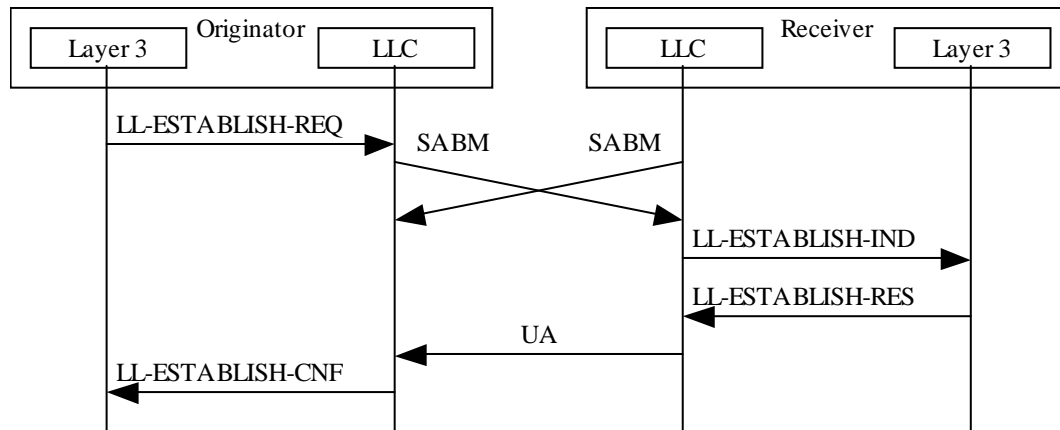 Originator
Receiver
Layer 3
LLC
LLC
Layer 3
LL-ESTABLISH-REQ
SABM
SABM
LL-ESTABLISH-IND
LL-ESTABLISH-RES
UA
LL-ESTABLISH-CNF